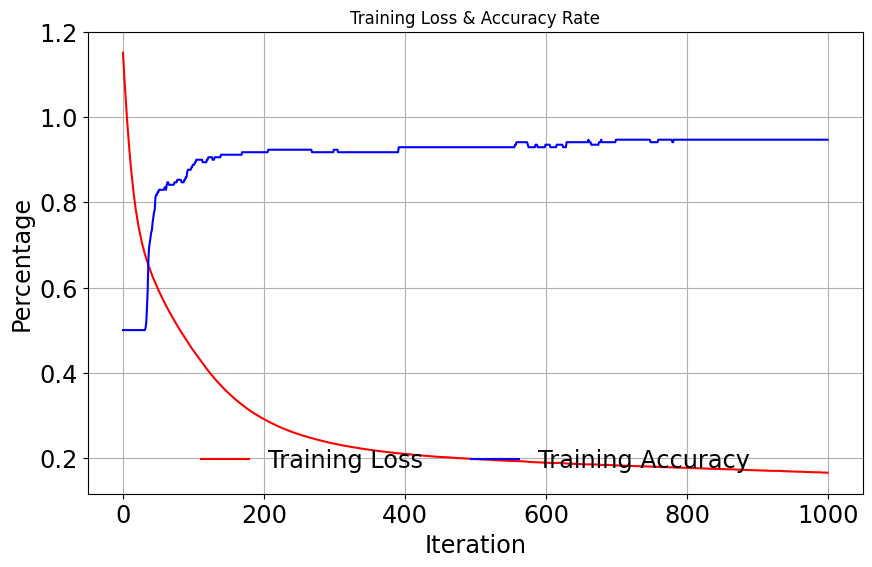 Training Loss & Accuracy Rate
1.2
1.0
0.8
0.6
0.4
0.2
Percentage
Training Loss Training Accuracy
0 200 400 600 800 1000
Iteration